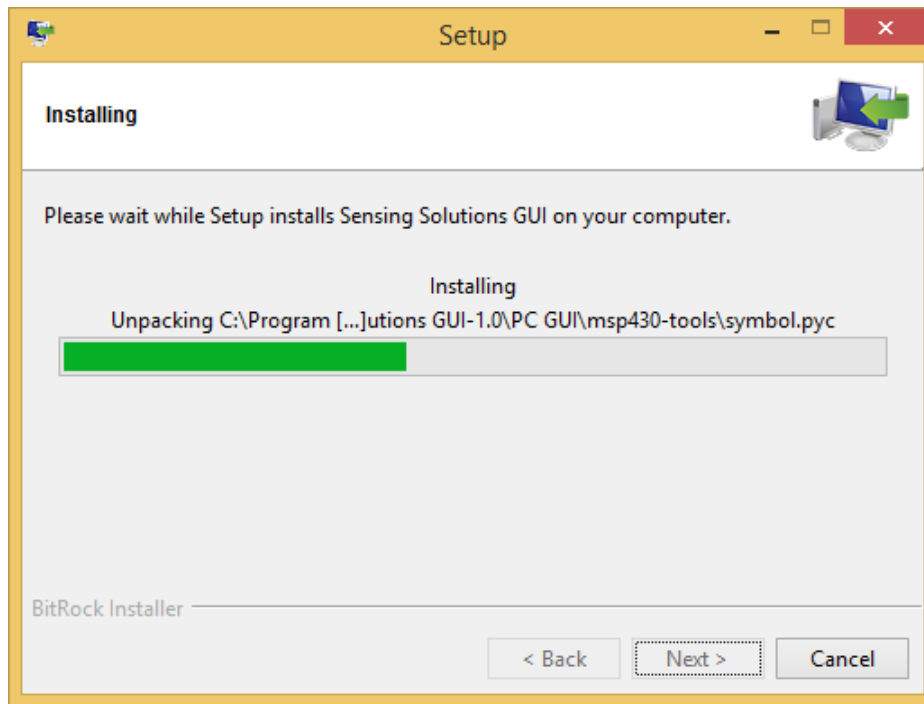 Setup
Installing
Please wait while Setup installs Sensing Solutions GUI on your computer.
Installing
Unpacking C:\Program [...]utions GUI-1.0\PC GUI\msp430-tools\symbol.pyc
BitRock Installer
< Back
Next >
Cancel